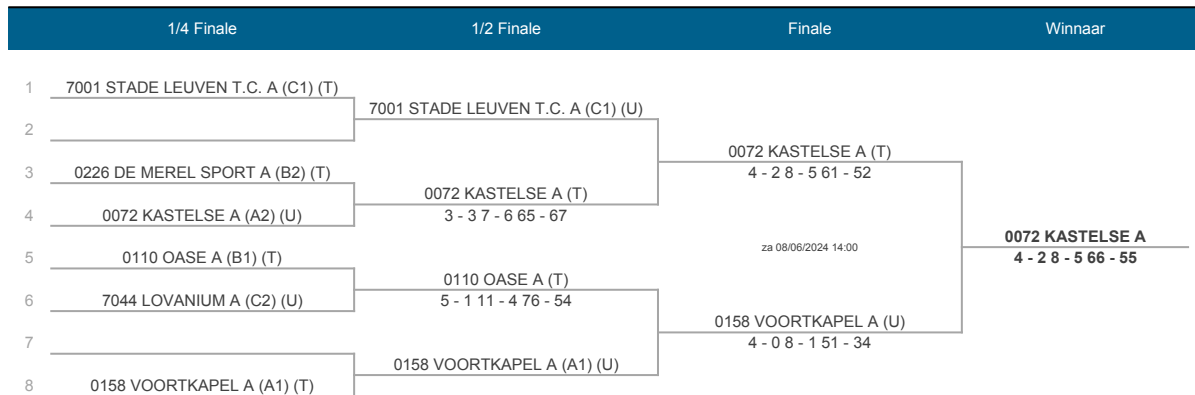 1/4 Finale 1/2 Finale Finale Winnaar
1 7001 STADE LEUVEN T.C. A (C1) (T)
7001 STADE LEUVEN T.C. A (C1) (U)
2
0072 KASTELSE A (T)
3 0226 DE MEREL SPORT A (B2) (T) 4 - 2 8 - 5 61 - 52
0072 KASTELSE A (T)
4 0072 KASTELSE A (A2) (U) 3 - 3 7 - 6 65 - 67
0072 KASTELSE A
za 08/06/2024 14:00
5 0110 OASE A (B1) (T) 4 - 2 8 - 5 66 - 55
0110 OASE A (T)
6 7044 LOVANIUM A (C2) (U) 5 - 1 11 - 4 76 - 54
0158 VOORTKAPEL A (U)
7 4 - 0 8 - 1 51 - 34
0158 VOORTKAPEL A (A1) (U)
8 0158 VOORTKAPEL A (A1) (T)